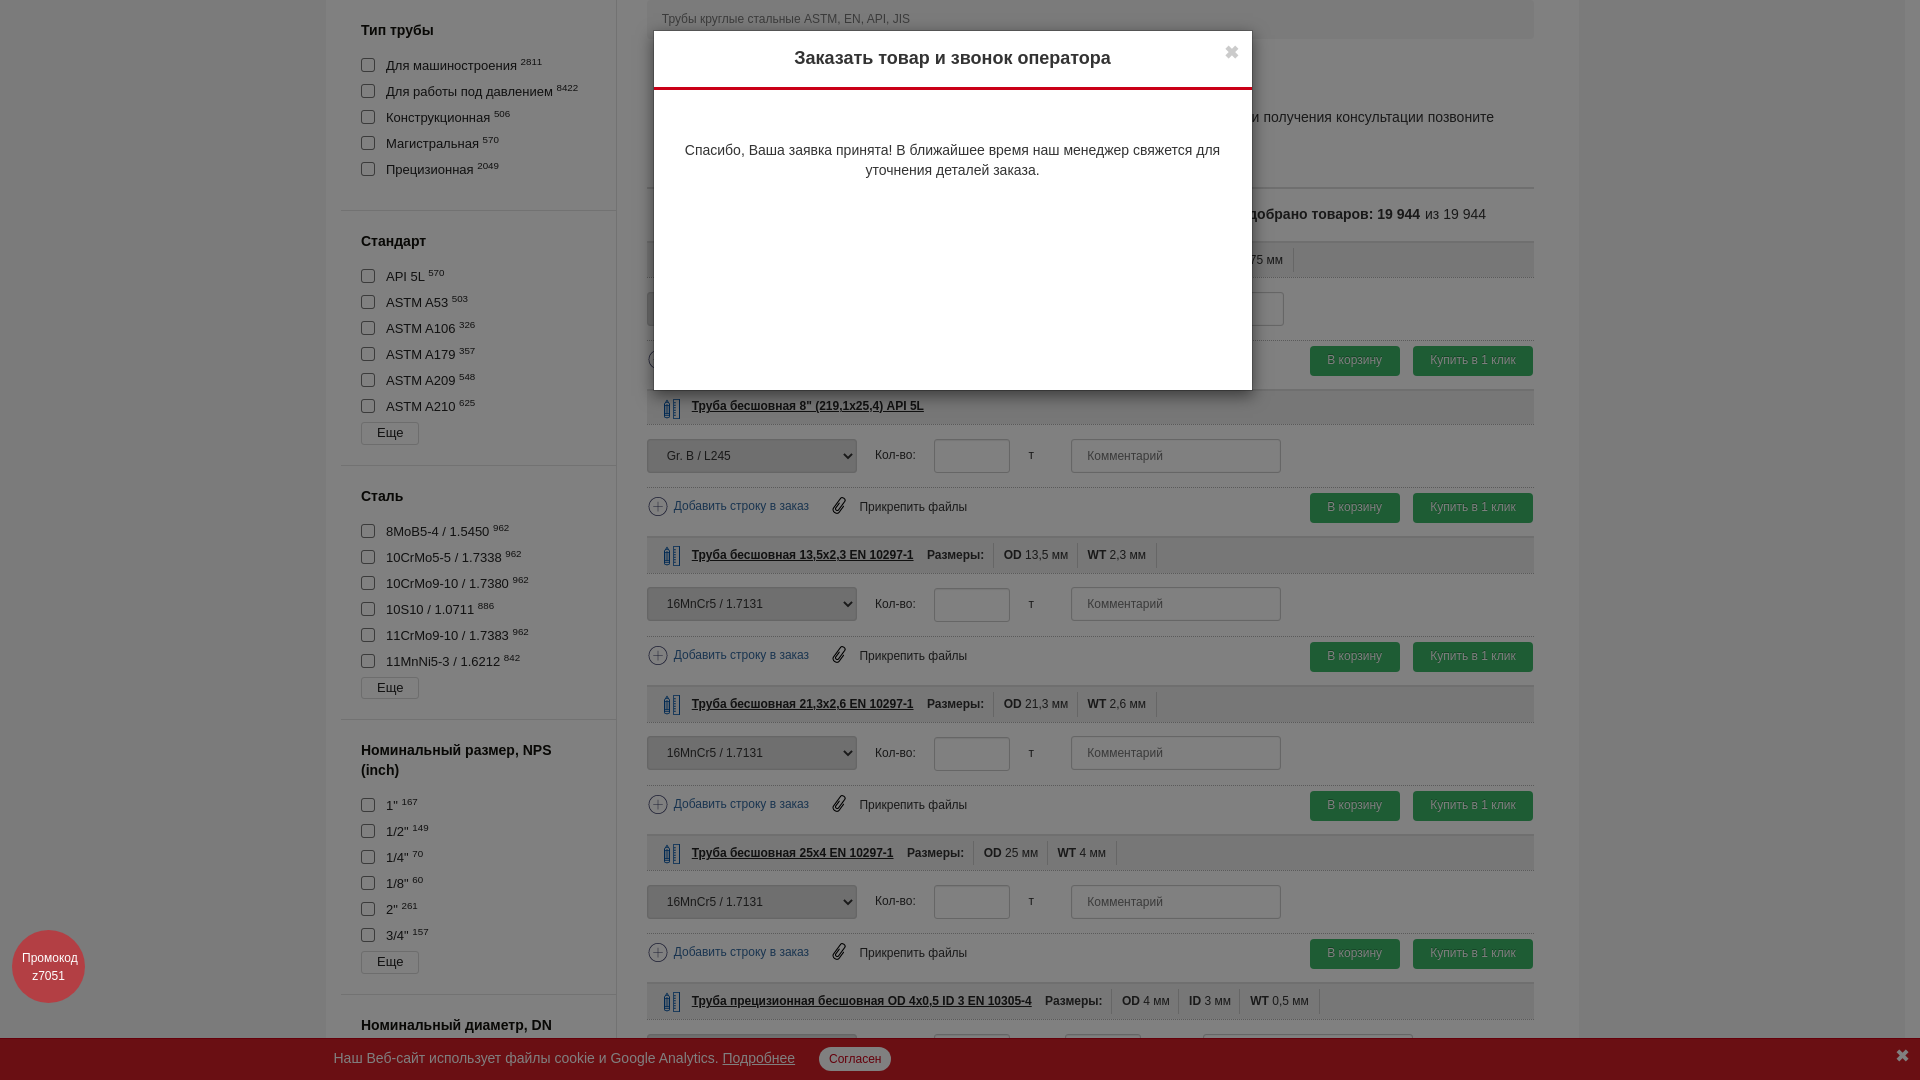 Тип трубы
Для машиностроения 2811
Для работы под давлением 8422
Конструкционная 506
Магистральная 570
Прецизионная 2049
Стандарт
API 5L 570
ASTM A53 503
ASTM A106 326
ASTM A179 357
ASTM A209 548
ASTM A210 625
Еще
Сталь
8MoB5-4 / 1.5450 962
10CrMo5-5 / 1.7338 962
10CrMo9-10 / 1.7380 962
10S10 / 1.0711 886
11CrMo9-10 / 1.7383 962
11MnNi5-3 / 1.6212 842
Еще
Номинальный размер, NPS
(inch)
1" 167
1/2" 149
1/4" 70
1/8" 60
2" 261
3/4" 157
Еще
Номинальный диаметр, DN
Трубы круглые стальные ASTM, EN, API, JIS
Заказать товар и звонок оператора
Спасибо, Ваша заявка принята! В ближайшее время наш менеджер свяжется для
уточнения деталей заказа.
и получения консультации позвоните
добрано товаров: 19 944 из 19 944
75 мм
В корзину Купить в 1 клик
Труба бесшовная 8" (219,1x25,4) API 5L
Gr. B / L245 Кол-во: т Комментарий
Добавить строку в заказ Прикрепить файлы В корзину Купить в 1 клик
Труба бесшовная 13,5x2,3 EN 10297-1 Размеры: OD 13,5 мм WT 2,3 мм
16MnCr5 / 1.7131 Кол-во: т Комментарий
Добавить строку в заказ Прикрепить файлы В корзину Купить в 1 клик
Труба бесшовная 21,3x2,6 EN 10297-1 Размеры: OD 21,3 мм WT 2,6 мм
16MnCr5 / 1.7131 Кол-во: т Комментарий
Добавить строку в заказ Прикрепить файлы В корзину Купить в 1 клик
Труба бесшовная 25x4 EN 10297-1 Размеры: OD 25 мм WT 4 мм
16MnCr5 / 1.7131 Кол-во: т Комментарий
Добавить строку в заказ Прикрепить файлы В корзину Купить в 1 клик
Труба прецизионная бесшовная OD 4x0,5 ID 3 EN 10305-4 Размеры: OD 4 мм ID 3 мм WT 0,5 мм
Промокод
z7051
Наш Веб-сайт использует файлы cookie и Google Analytics. Подробнее Согласен